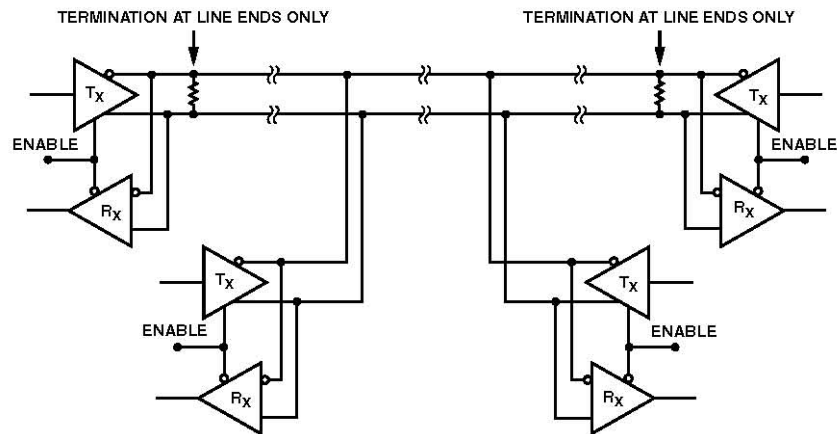 TERMINATION AT LINE ENDS ONLY
TERMINATION AT LINE ENDS ONLY
TX
TX
ENABLE
ENABLE
RX
RX
TX
TX
ENABLE
ENABLE
RX
RX